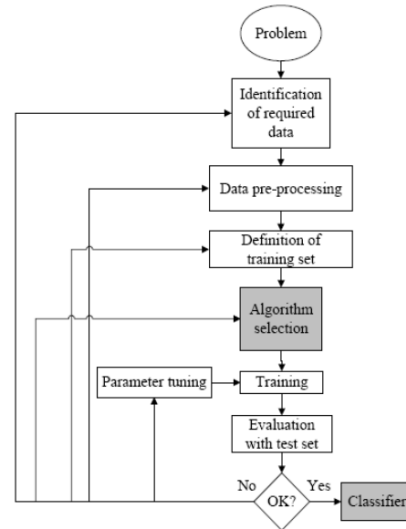 Problem
Identification
of required
data
Data pre-processing
Definition of
training set
Algorithm
selection
Parameter tuning
Training
Evaluation
with test set
No
OK?
Yes
Classifier